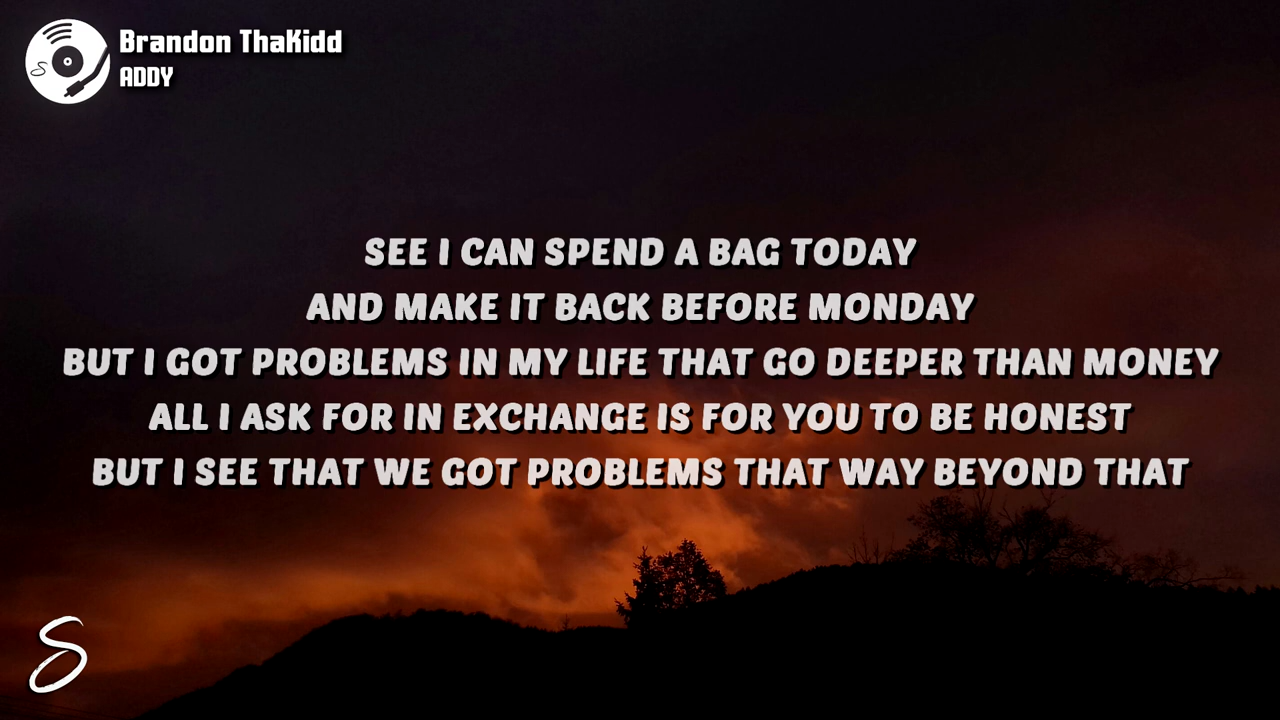 Brandon ThaKidd
ADDY
SEE I CAN SPEND A BAG TODAY
AND MAKE IT BACK BEFORE MONDAY
BUT I GOT PROBLEMS IN MY LIFE THAT GO DEEPER THAN MONEY
ALL I ASK FOR IN EXCHANGE IS FOR YOU TO BE HONEST
BUT I SEE THAT WE GOT PROBLEMS THAT WAY BEYOND THAT
S